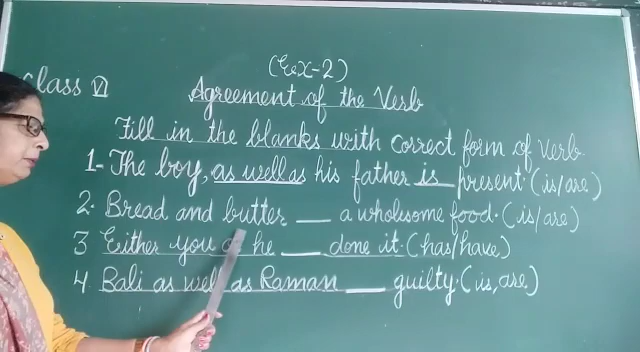 (Ex-2)
Class VI
Agreement of the Verb
Fill in the blanks with correct form of verb.
1- The boy, as well as his father is present. (is/are)
2. Bread and butter ___ a wholesome food. (is/are)
3 Either you or he ___ done it. (has/have)
4. Bali as well as Raman ___ guilty. (is, are)